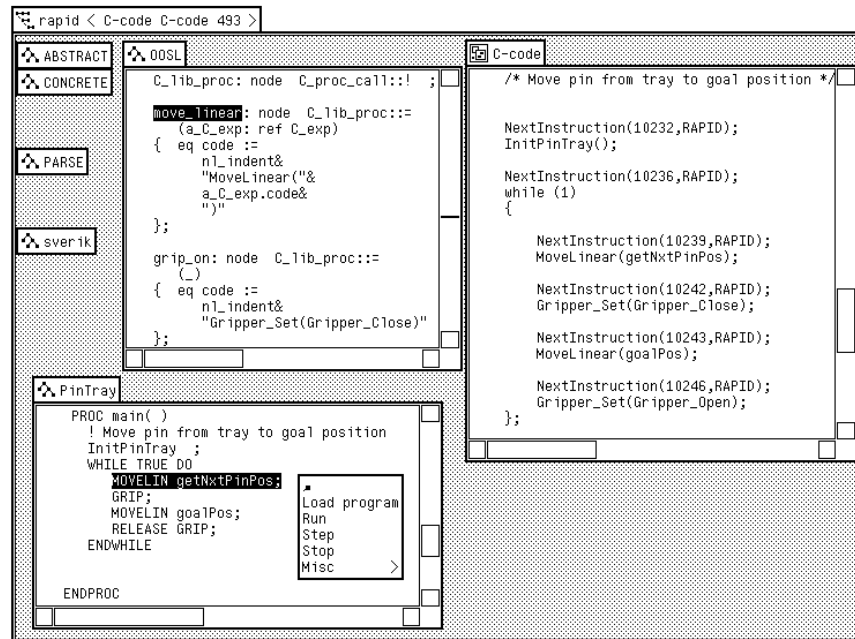 rapid < C-code C-code 493 >
ABSTRACT
CONCRETE
PARSE
sverik
OOSL
C_lib_proc: node  C_proc_call::!  ;
move_linear: node  C_lib_proc::=
(a_C_exp: ref C_exp)
{  eq code :=
nl_indent&
"MoveLinear("&
a_C_exp.code&
")"
};
grip_on: node  C_lib_proc::=
(_)
{  eq code :=
nl_indent&
"Gripper_Set(Gripper_Close)"
};
C-code
/* Move pin from tray to goal position */
NextInstruction(10232,RAPID);
InitPinTray();
NextInstruction(10236,RAPID);
while (1)
{
NextInstruction(10239,RAPID);
MoveLinear(getNxtPinPos);
NextInstruction(10242,RAPID);
Gripper_Set(Gripper_Close);
NextInstruction(10243,RAPID);
MoveLinear(goalPos);
NextInstruction(10246,RAPID);
Gripper_Set(Gripper_Open);
};
PinTray
PROC main( )
! Move pin from tray to goal position
InitPinTray  ;
WHILE TRUE DO
MOVELIN getNxtPinPos;
GRIP;
MOVELIN goalPos;
RELEASE GRIP;
ENDWHILE
ENDPROC
Load program
Run
Step
Stop
Misc >